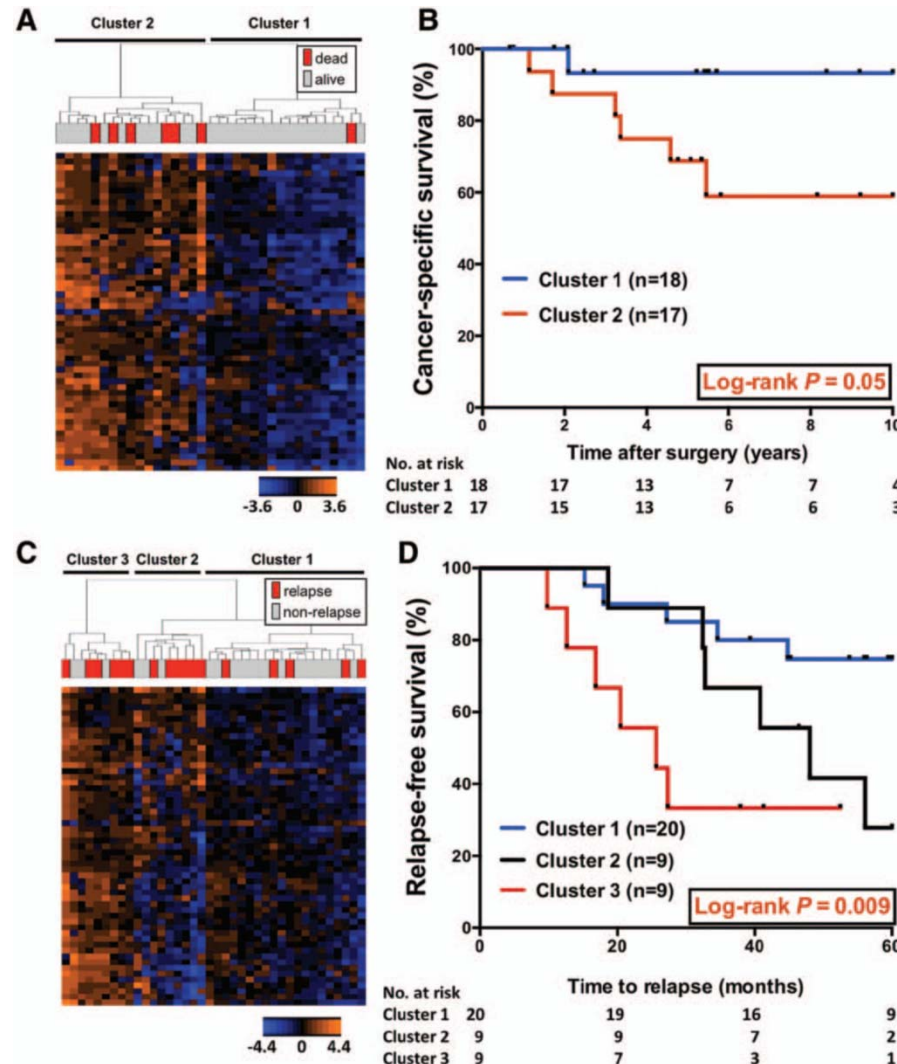 A
Cluster 2 Cluster 1
dead
alive
-3.6 0 3.6
B
Cancer-specific survival (%)
100
80
60
40
20
0
Cluster 1 (n=18)
Cluster 2 (n=17)
Log-rank P = 0.05
0 2 4 6 8 10
Time after surgery (years)
No. at risk
Cluster 1 18 17 13 7 7 4
Cluster 2 17 15 13 6 6 3
C
Cluster 3 Cluster 2 Cluster 1
relapse
non-relapse
-4.4 0 4.4
D
Relapse-free survival (%)
100
80
60
40
20
0
Cluster 1 (n=20)
Cluster 2 (n=9)
Cluster 3 (n=9)
Log-rank P = 0.009
0 20 40 60
Time to relapse (months)
No. at risk
Cluster 1 20 19 16 9
Cluster 2 9 9 7 2
Cluster 3 9 7 3 1